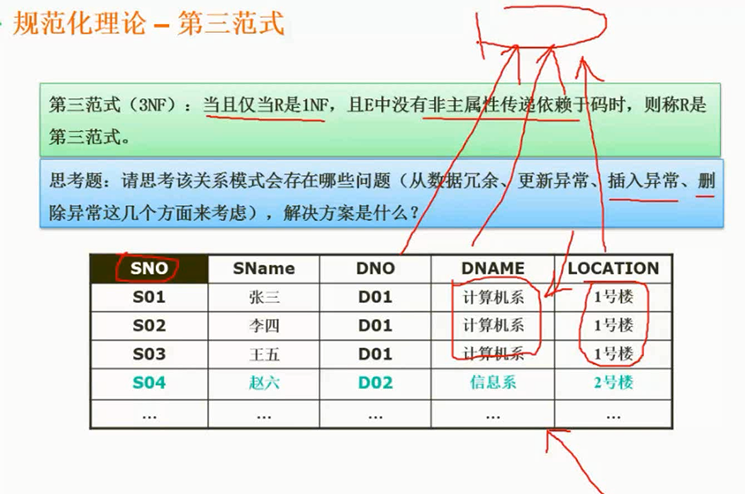 规范化理论 – 第三范式
第三范式（3NF）：当且仅当R是1NF，且E中没有非主属性传递依赖于码时，则称R是
第三范式。
思考题：请思考该关系模式会存在哪些问题（从数据冗余、更新异常、插入异常、删
除异常这几个方面来考虑），解决方案是什么？
SNO SName DNO DNAME LOCATION
S01 张三 D01 计算机系 1号楼
S02 李四 D01 计算机系 1号楼
S03 王五 D01 计算机系 1号楼
S04 赵六 D02 信息系 2号楼
... ... ... ... ...